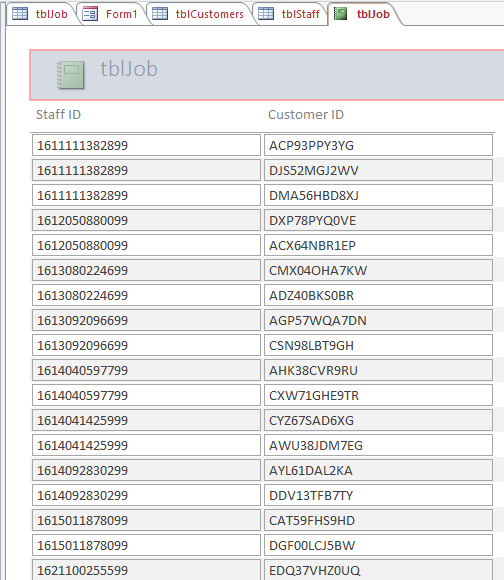 tblJob Form1 tblCustomers tblStaff tblJob
tblJob
Staff ID Customer ID
1611111382899 ACP93PPY3YG
1611111382899 DJS52MGJ2WV
1611111382899 DMA56HBD8XJ
1612050880099 DXP78PYQ0VE
1612050880099 ACX64NBR1EP
1613080224699 CMX04OHA7KW
1613080224699 ADZ40BKS0BR
1613092096699 AGP57WQA7DN
1613092096699 CSN98LBT9GH
1614040597799 AHK38CVR9RU
1614040597799 CXW71GHE9TR
1614041425999 CYZ67SAD6XG
1614041425999 AWU38JDM7EG
1614092830299 AYL61DAL2KA
1614092830299 DDV13TFB7TY
1615011878099 CAT59FHS9HD
1615011878099 DGF00LCJ5BW
1621100255599 EDQ37VHZ0UQ